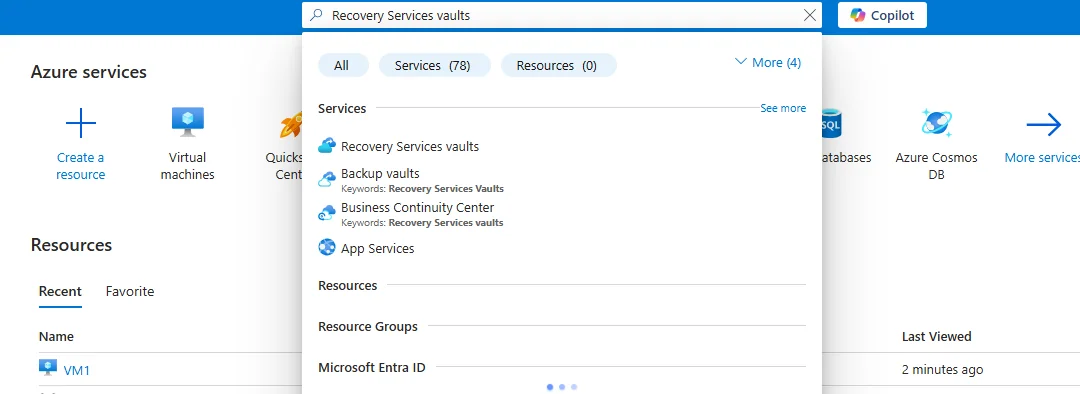 Recovery Services vaults
Copilot
Azure services
All
Services (78)
Resources (0)
More (4)
Services
See more
Create a
resource
Virtual
machines
Recovery Services vaults
Backup vaults
Keywords: Recovery Services Vaults
Business Continuity Center
Keywords: Recovery Services vaults
App Services
SQL
Azure Cosmos
DB
More services
Resources
Recent
Favorite
Resources
Resource Groups
Microsoft Entra ID
Name
Last Viewed
VM1
2 minutes ago